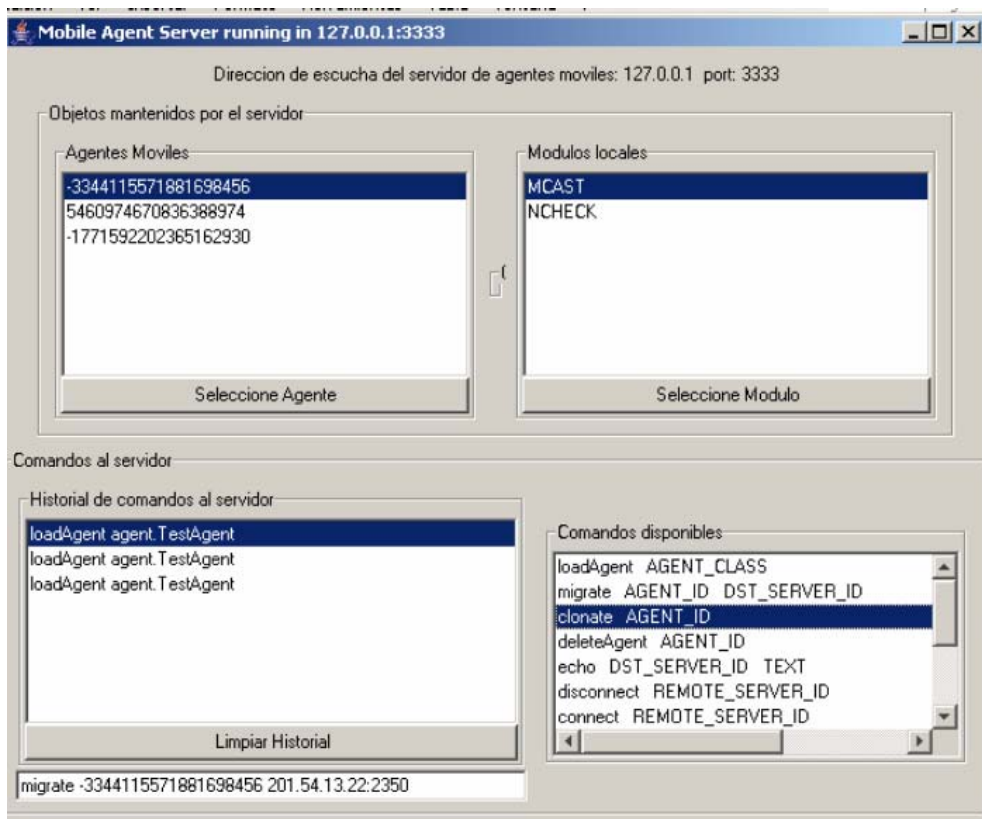 Mobile Agent Server running in 127.0.0.1:3333
Direccion de escucha del servidor de agentes moviles: 127.0.0.1 port: 3333
Objetos mantenidos por el servidor
Agentes Moviles
-3344115571881698456
5460974670836388974
-1771592202365162930
Seleccione Agente
Modulos locales
MCAST
NCHECK
Seleccione Modulo
Comandos al servidor
Historial de comandos al servidor
loadAgent agent.TestAgent
loadAgent agent.TestAgent
loadAgent agent.TestAgent
Limpiar Historial
migrate -3344115571881698456 201.54.13.22:2350
Comandos disponibles
loadAgent AGENT_CLASS
migrate AGENT_ID DST_SERVER_ID
clonate AGENT_ID
deleteAgent AGENT_ID
echo DST_SERVER_ID TEXT
disconnect REMOTE_SERVER_ID
connect REMOTE_SERVER_ID